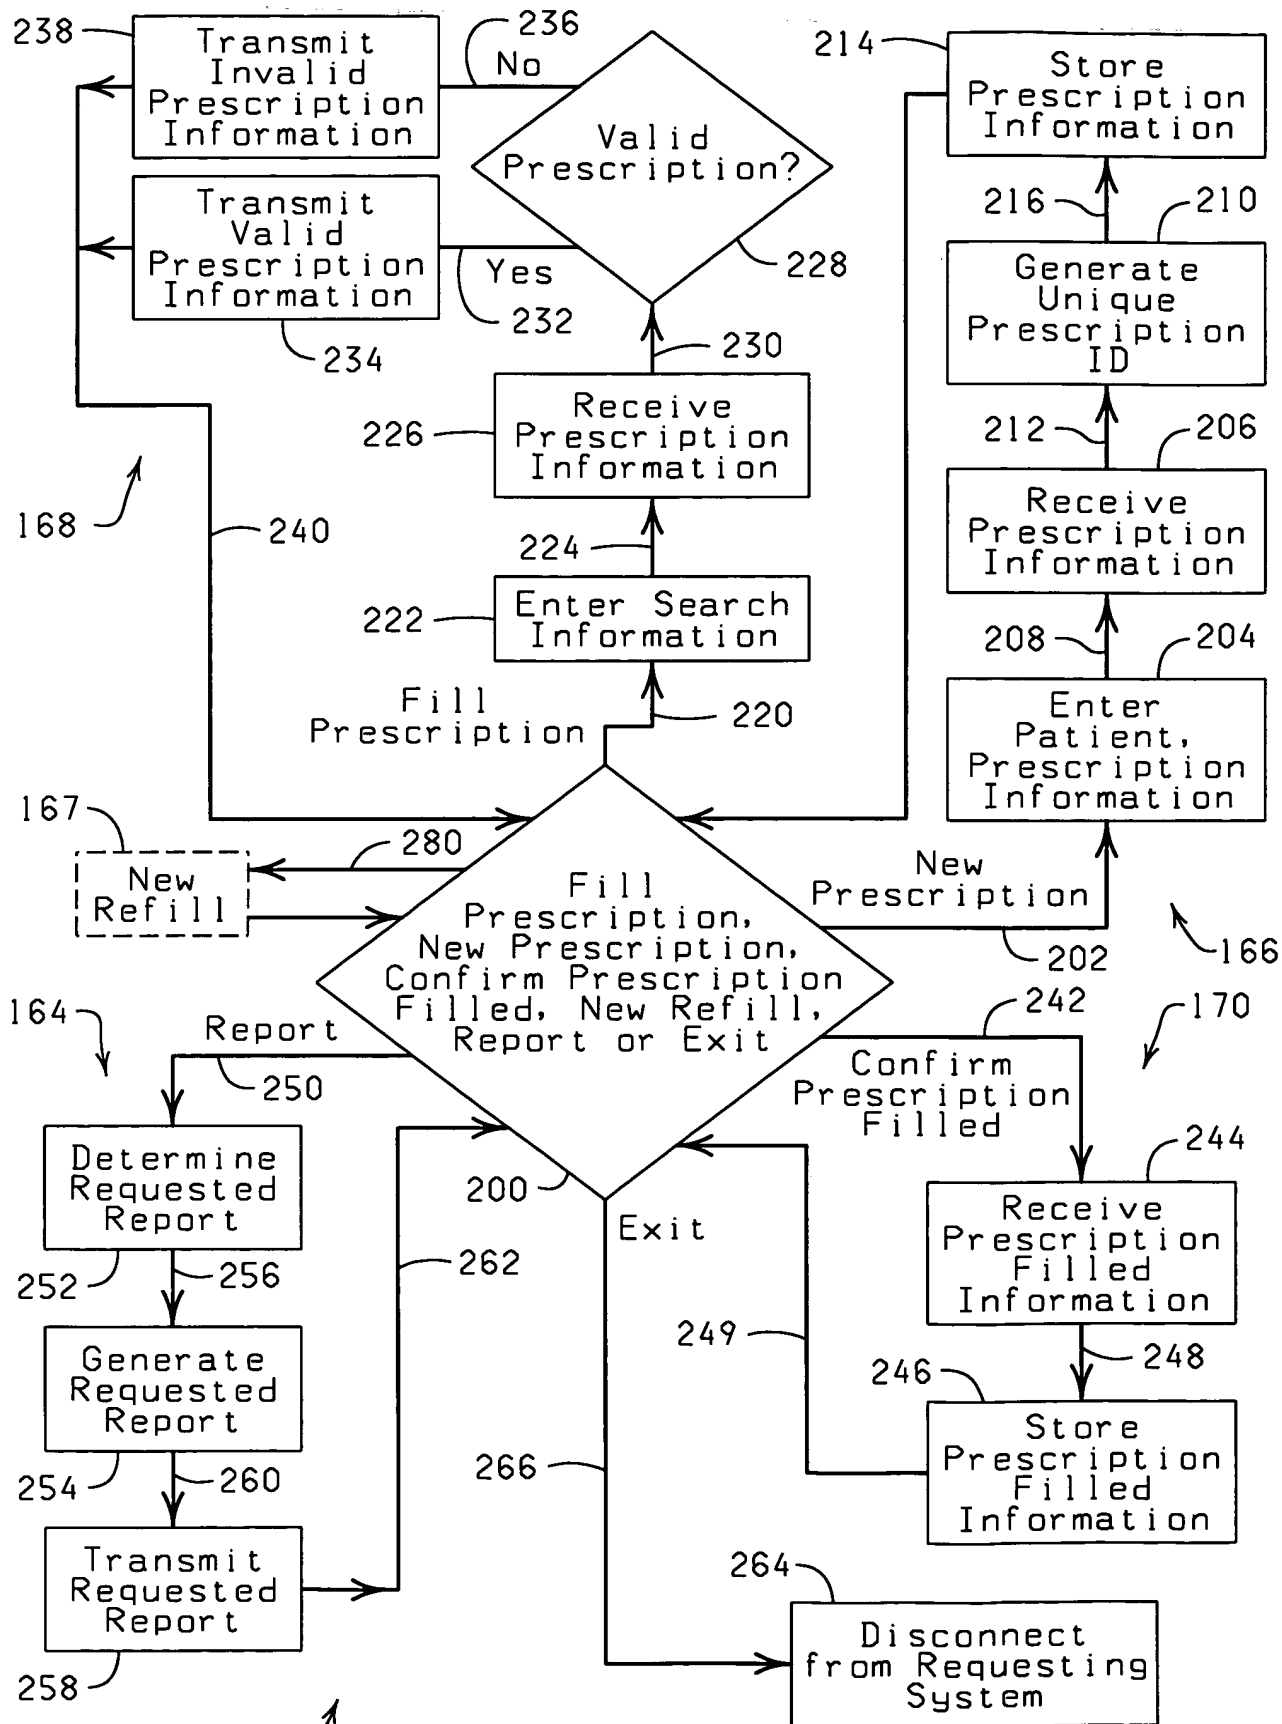 238
Transmit
Invalid
Prescription
Information
236
No
Valid
Prescription?
228
214
Store
Prescription
Information
Transmit
Valid
Prescription
Information
Yes
232
234
216
210
Generate
Unique
Prescription
ID
230
226
Receive
Prescription
Information
212
206
Receive
Prescription
Information
168
240
224
222
Enter Search
Information
208
204
Enter
Patient,
Prescription
Information
Fill
Prescription
220
167
280
New
Refill
New
Prescription
202
166
Fill
Prescription,
New Prescription,
Confirm Prescription
Filled, New Refill,
Report or Exit
164
Report
250
242
170
Confirm
Prescription
Filled
200
Exit
244
Determine
Requested
Report
252
256
262
Receive
Prescription
Filled
Information
249
248
246
Generate
Requested
Report
254
260
266
Store
Prescription
Filled
Information
Transmit
Requested
Report
258
264
Disconnect
from Requesting
System